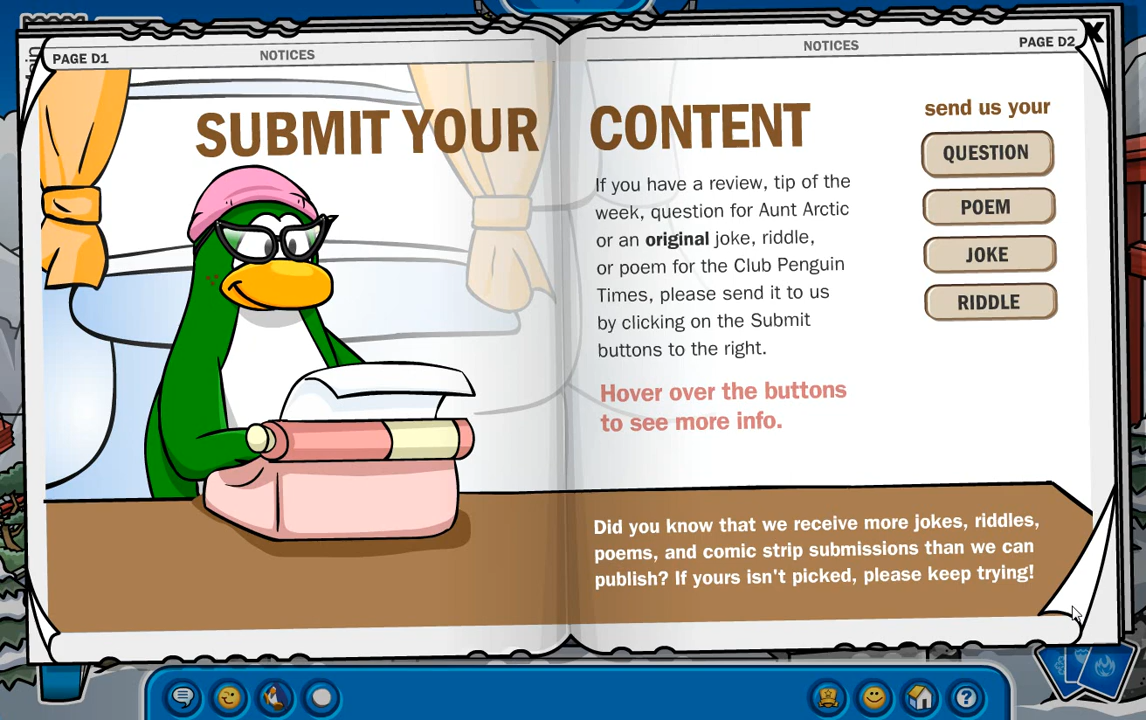 PAGE D1
NOTICES
NOTICES
PAGE D2
X
SUBMIT YOUR
CONTENT
If you have a review, tip of the
week, question for Aunt Arctic
or an original joke, riddle,
or poem for the Club Penguin
Times, please send it to us
by clicking on the Submit
buttons to the right.
Hover over the buttons
to see more info.
send us your
QUESTION
POEM
JOKE
RIDDLE
Did you know that we receive more jokes, riddles,
poems, and comic strip submissions than we can
publish? If yours isn't picked, please keep trying!
?